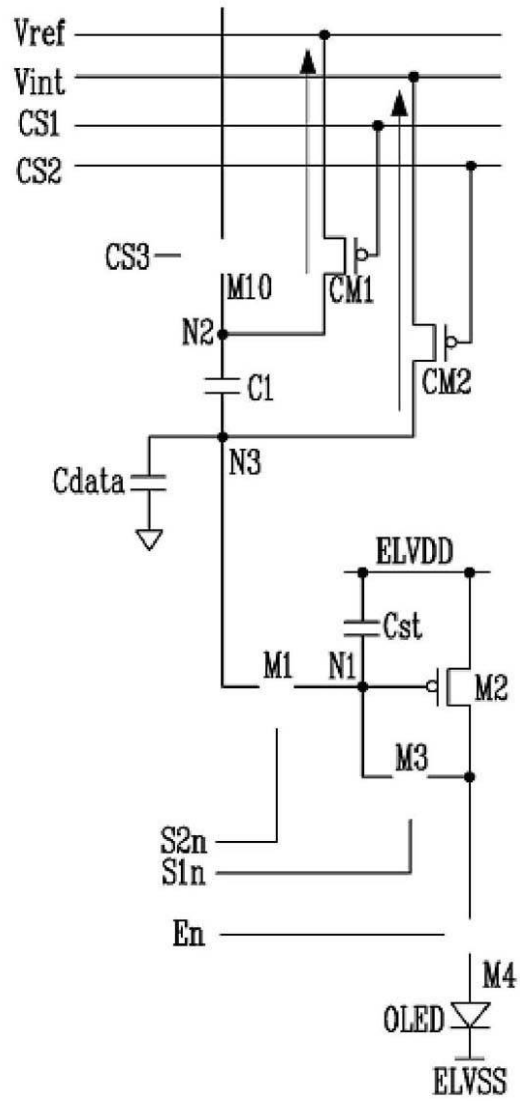 Vref
Vint
CS1
CS2
CS3
M10
CM1
N2
C1
CM2
N3
Cdata
ELVDD
Cst
M1
N1
M2
M3
S2n
S1n
En
M4
OLED
ELVSS